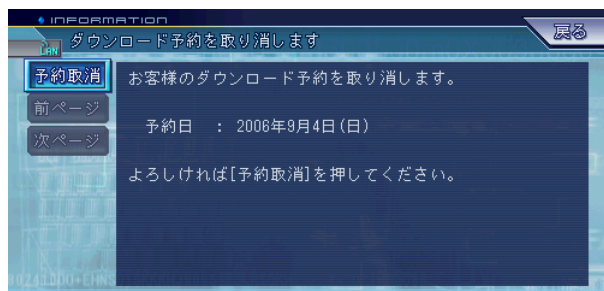 INFORMATION
LAN
ダウンロード予約を取り消します
戻る
予約取消
前ページ
次ページ
お客様のダウンロード予約を取り消します。
予約日 : 2006年9月4日(日)
よろしければ[予約取消]を押してください。